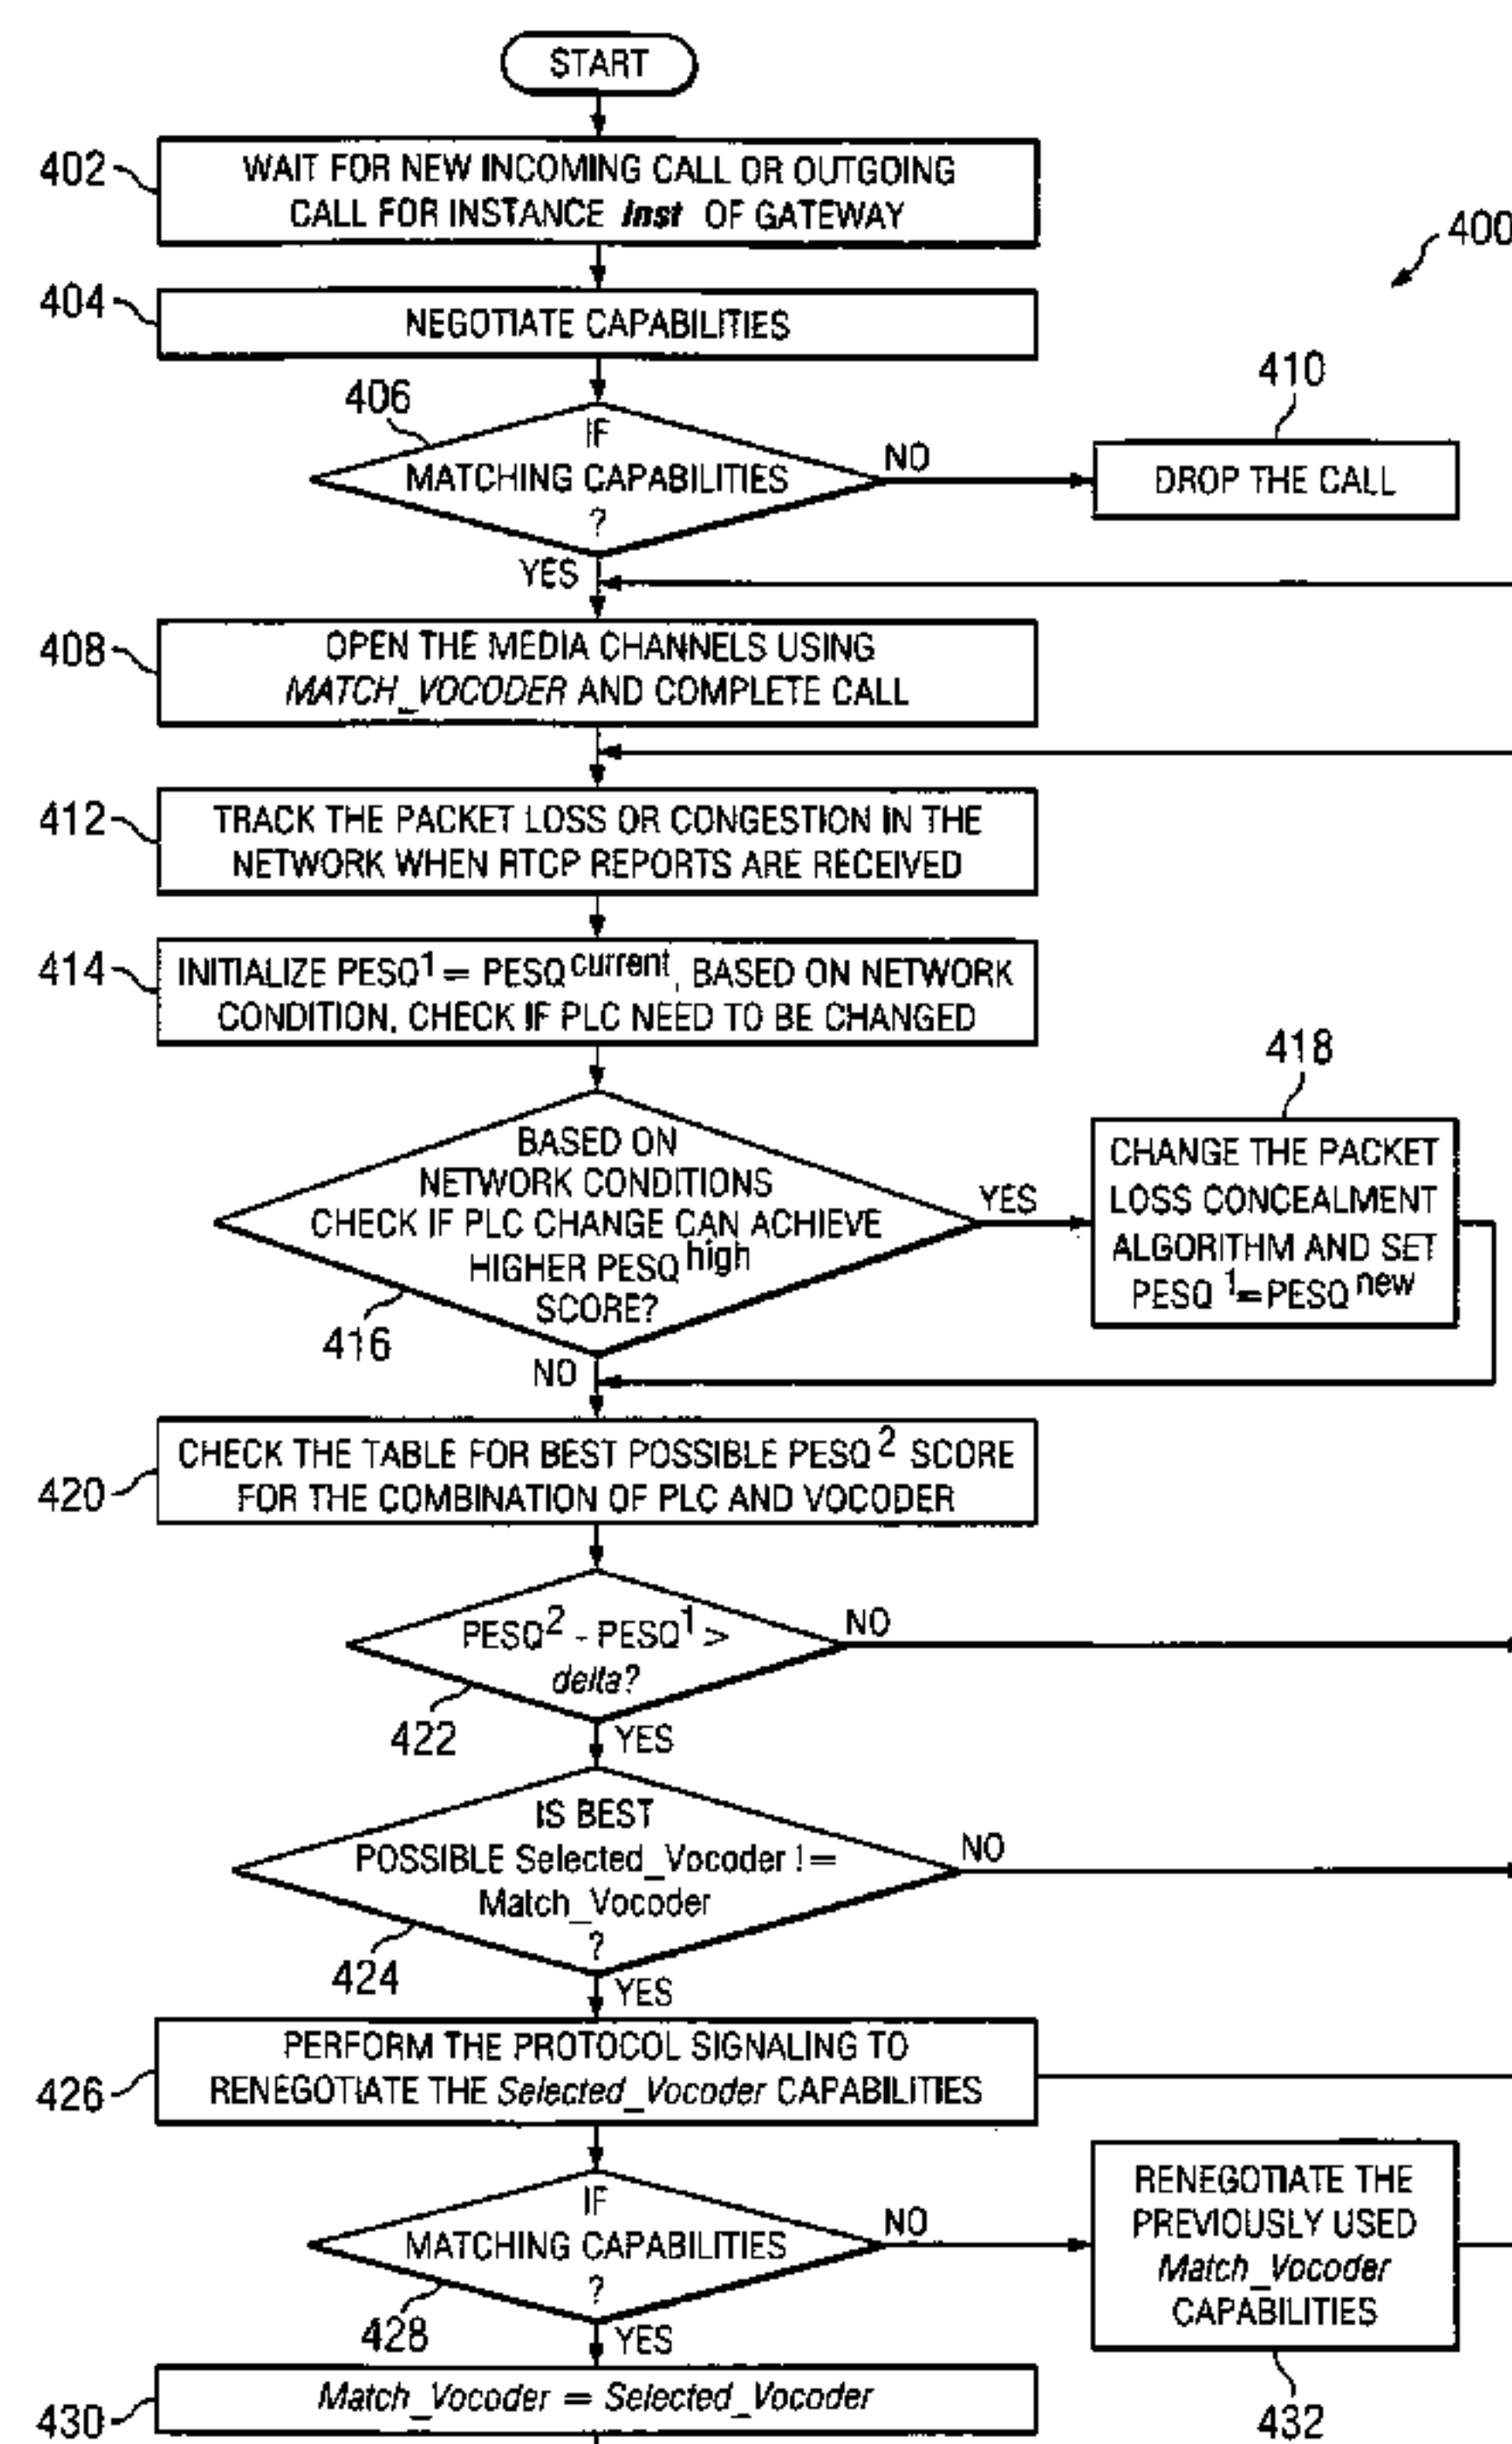 START
402
WAIT FOR NEW INCOMING CALL OR OUTGOING
CALL FOR INSTANCE inst OF GATEWAY
400
404
NEGOTIATE CAPABILITIES
406
IF
MATCHING CAPABILITIES
?
NO
410
DROP THE CALL
YES
408
OPEN THE MEDIA CHANNELS USING
MATCH_VOCODER AND COMPLETE CALL
412
TRACK THE PACKET LOSS OR CONGESTION IN THE
NETWORK WHEN RTCP REPORTS ARE RECEIVED
414
INITIALIZE PESQ¹ = PESQ^current, BASED ON NETWORK
CONDITION, CHECK IF PLC NEED TO BE CHANGED
BASED ON
NETWORK CONDITIONS
CHECK IF PLC CHANGE CAN ACHIEVE
HIGHER PESQ^high
SCORE?
416
YES
418
CHANGE THE PACKET
LOSS CONCEALMENT
ALGORITHM AND SET
PESQ ¹= PESQ^new
NO
420
CHECK THE TABLE FOR BEST POSSIBLE PESQ² SCORE
FOR THE COMBINATION OF PLC AND VOCODER
PESQ² - PESQ¹ >
delta?
422
NO
YES
IS BEST
POSSIBLE Selected_Vocoder !=
Match_Vocoder
?
424
NO
YES
426
PERFORM THE PROTOCOL SIGNALING TO
RENEGOTIATE THE Selected_Vocoder CAPABILITIES
IF
MATCHING CAPABILITIES
?
428
NO
RENEGOTIATE THE
PREVIOUSLY USED
Match_Vocoder
CAPABILITIES
432
YES
430
Match_Vocoder = Selected_Vocoder